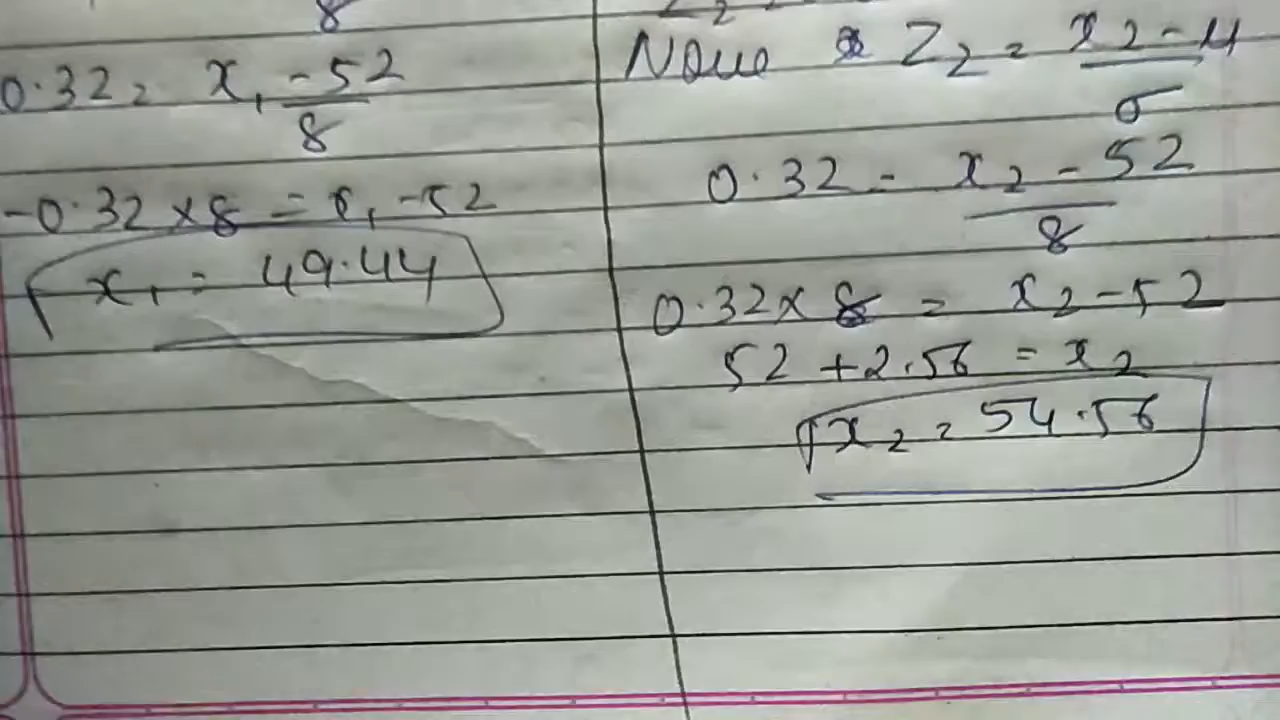 8
0.32 = x₁ - 52
8
-0.32 × 8 = x₁ - 52
x₁ = 49.44
Z₂ = x₂ - μ
σ
0.32 = x₂ - 52
8
0.32 × 8 = x₂ - 52
52 + 2.56 = x₂
x₂ = 54.56